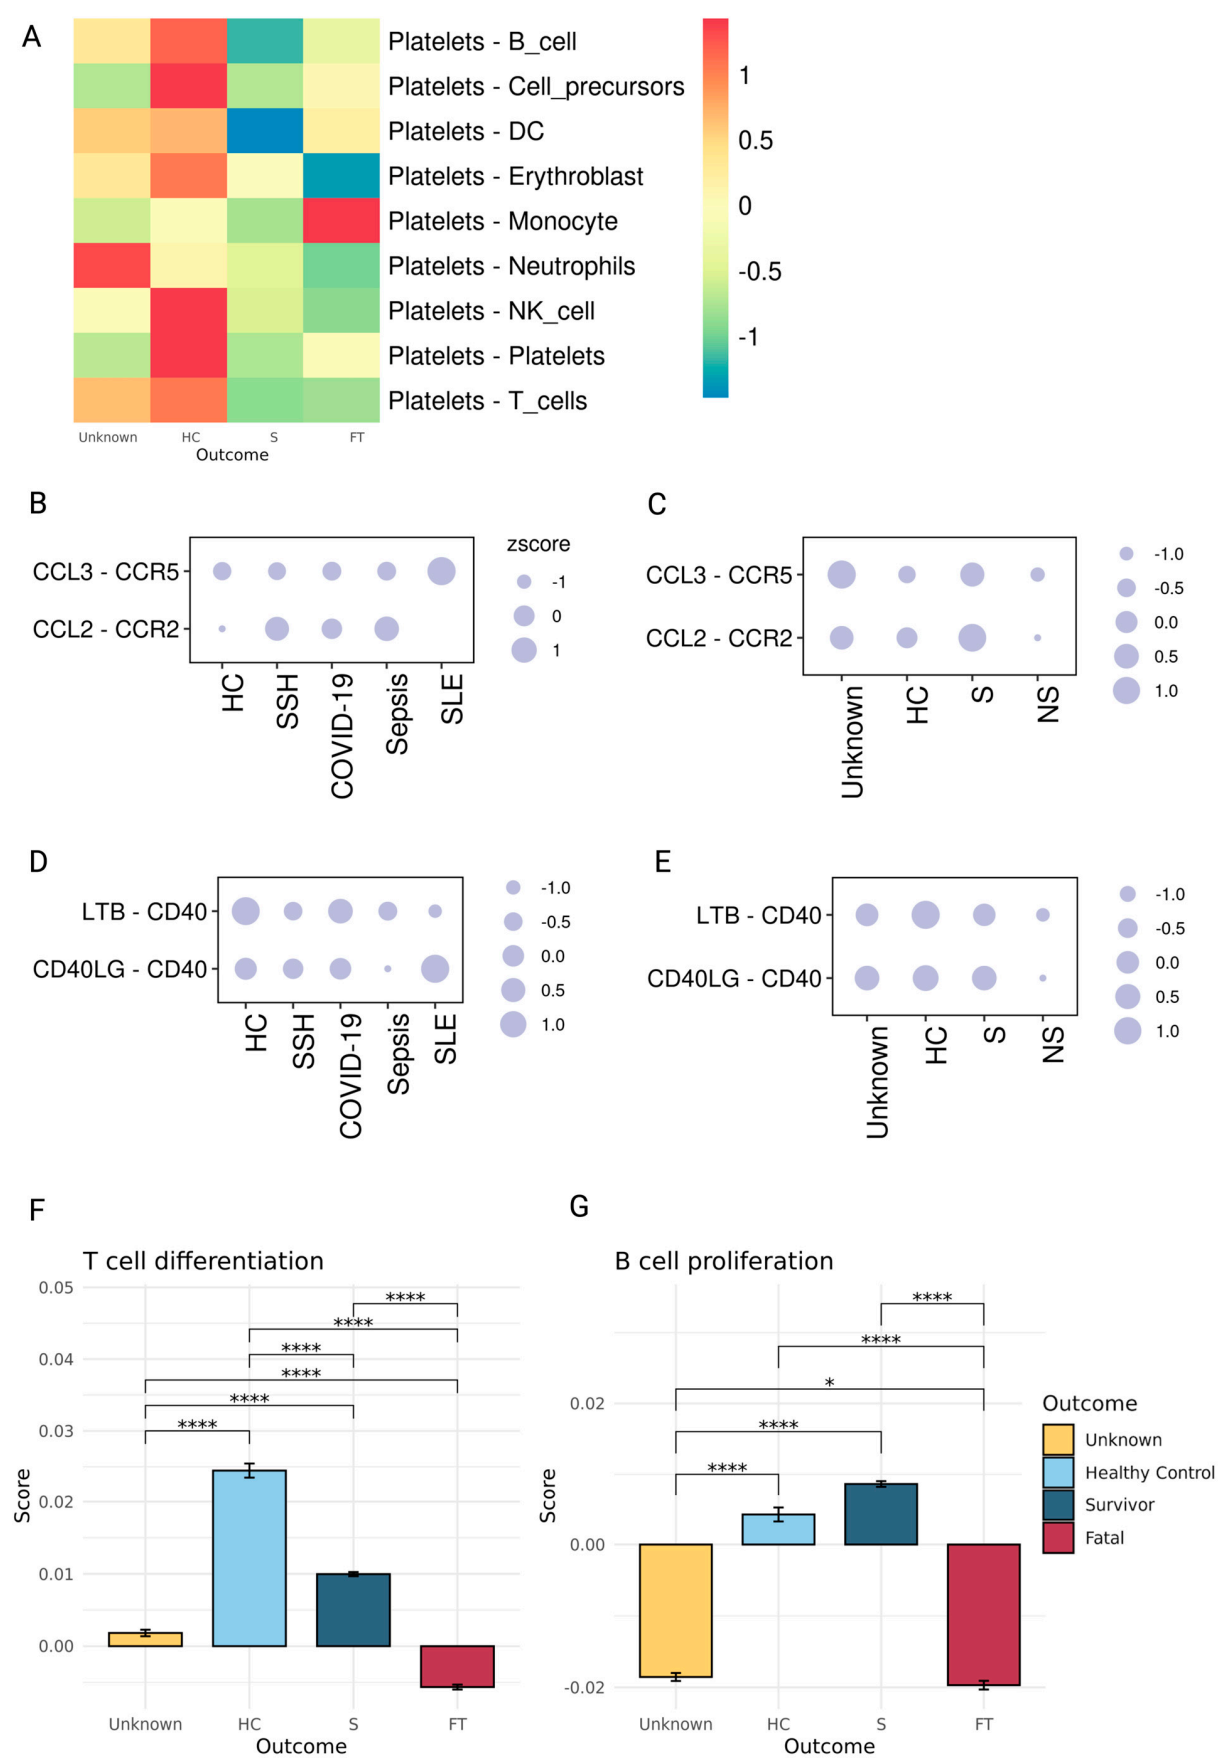 A
Platelets - B_cell
Platelets - Cell_precursors
Platelets - DC
Platelets - Erythroblast
Platelets - Monocyte
Platelets - Neutrophils
Platelets - NK_cell
Platelets - Platelets
Platelets - T_cells
1
0.5
0
-0.5
-1
Unknown HC S FT
Outcome
B
CCL3 - CCR5
CCL2 - CCR2
HC SSH COVID-19 Sepsis SLE
zscore
-1
0
1
C
CCL3 - CCR5
CCL2 - CCR2
Unknown HC S NS
-1.0
-0.5
0.0
0.5
1.0
D
LTB - CD40
CD40LG - CD40
HC SSH COVID-19 Sepsis SLE
-1.0
-0.5
0.0
0.5
1.0
E
LTB - CD40
CD40LG - CD40
Unknown HC S NS
-1.0
-0.5
0.0
0.5
1.0
F
T cell differentiation
0.05
0.04
0.03
0.02
0.01
0.00
Score
****
****
****
****
****
****
Unknown HC S FT
Outcome
G
B cell proliferation
0.02
0.00
-0.02
Score
****
****
*
****
****
Unknown HC S FT
Outcome
Outcome
Unknown
Healthy Control
Survivor
Fatal